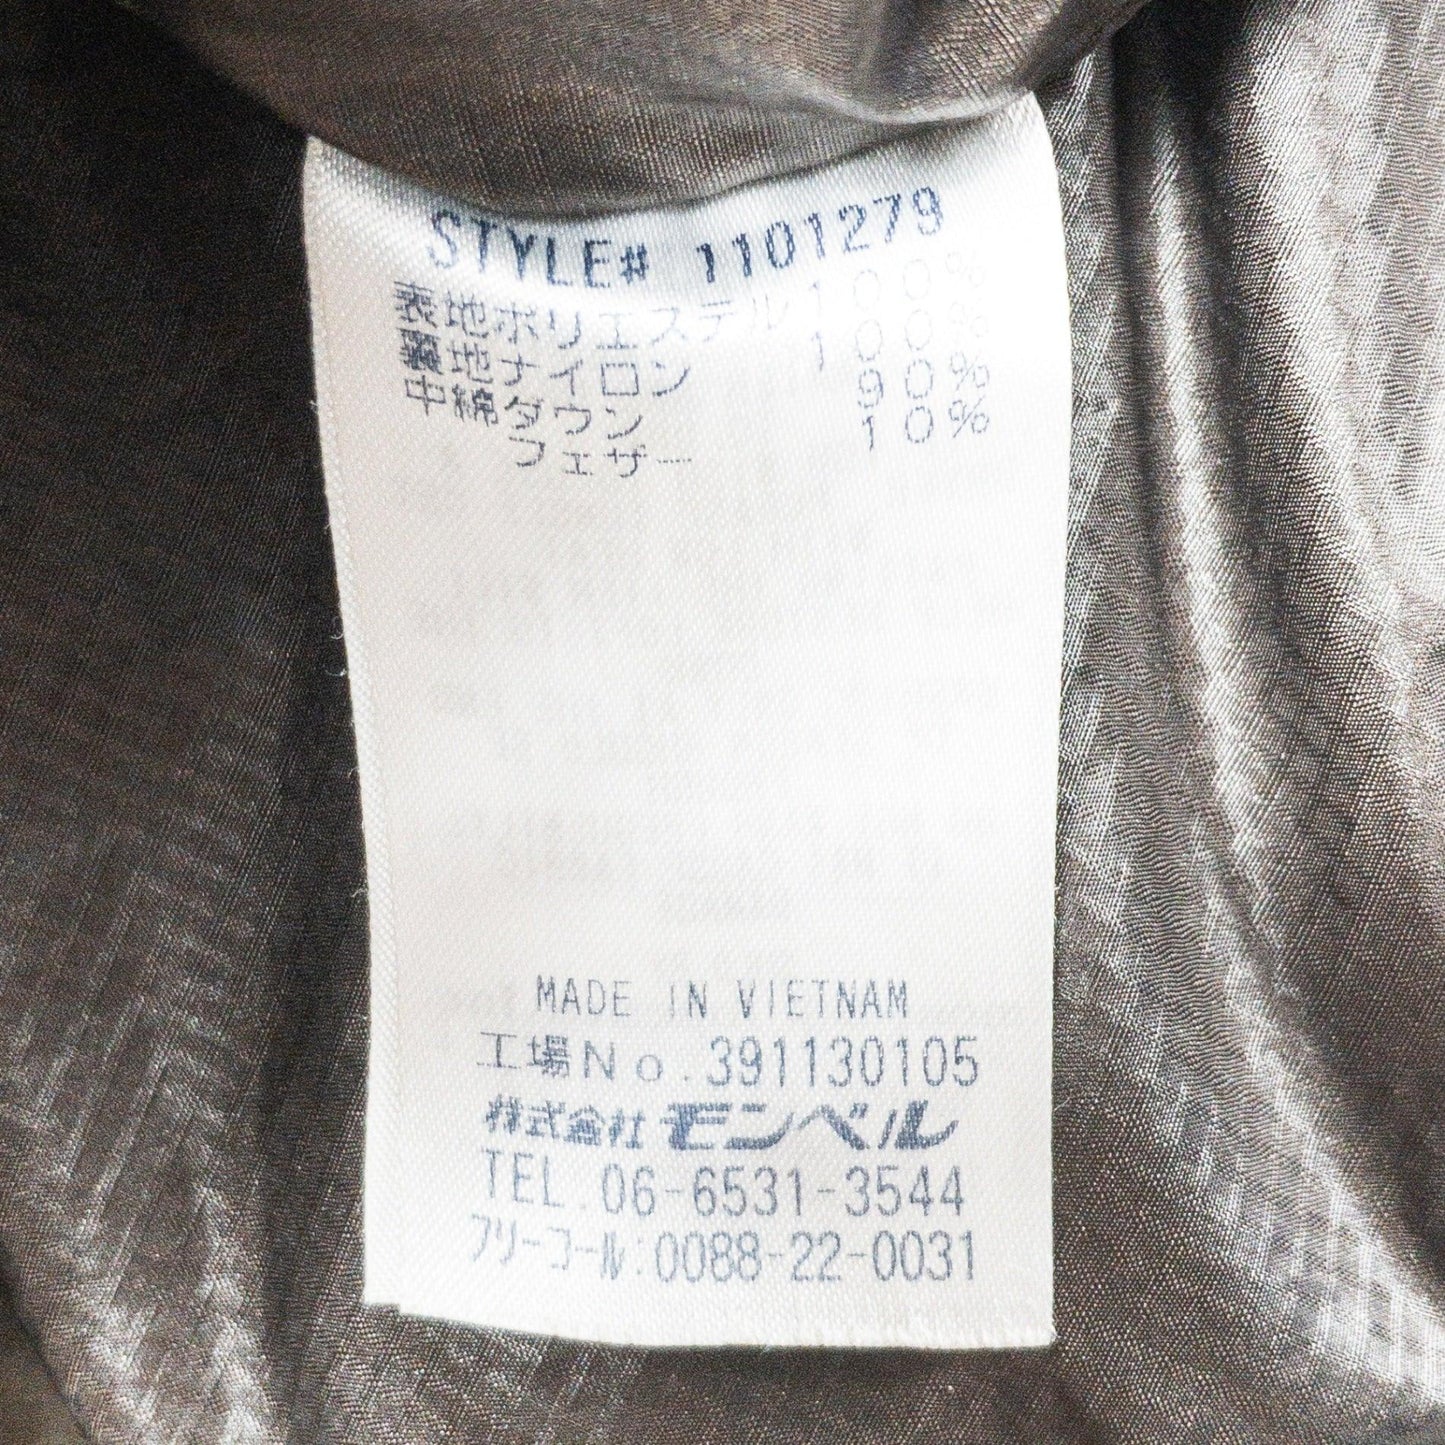 STYLE# 1101279
表地ポリエステル100%
裏地ナイロン 100%
中綿ダウン 90%
フェザー 10%
MADE IN VIETNAM
工場No.391130105
株式会社モンベル
TEL.06-6531-3544
フリーコール:0088-22-0031